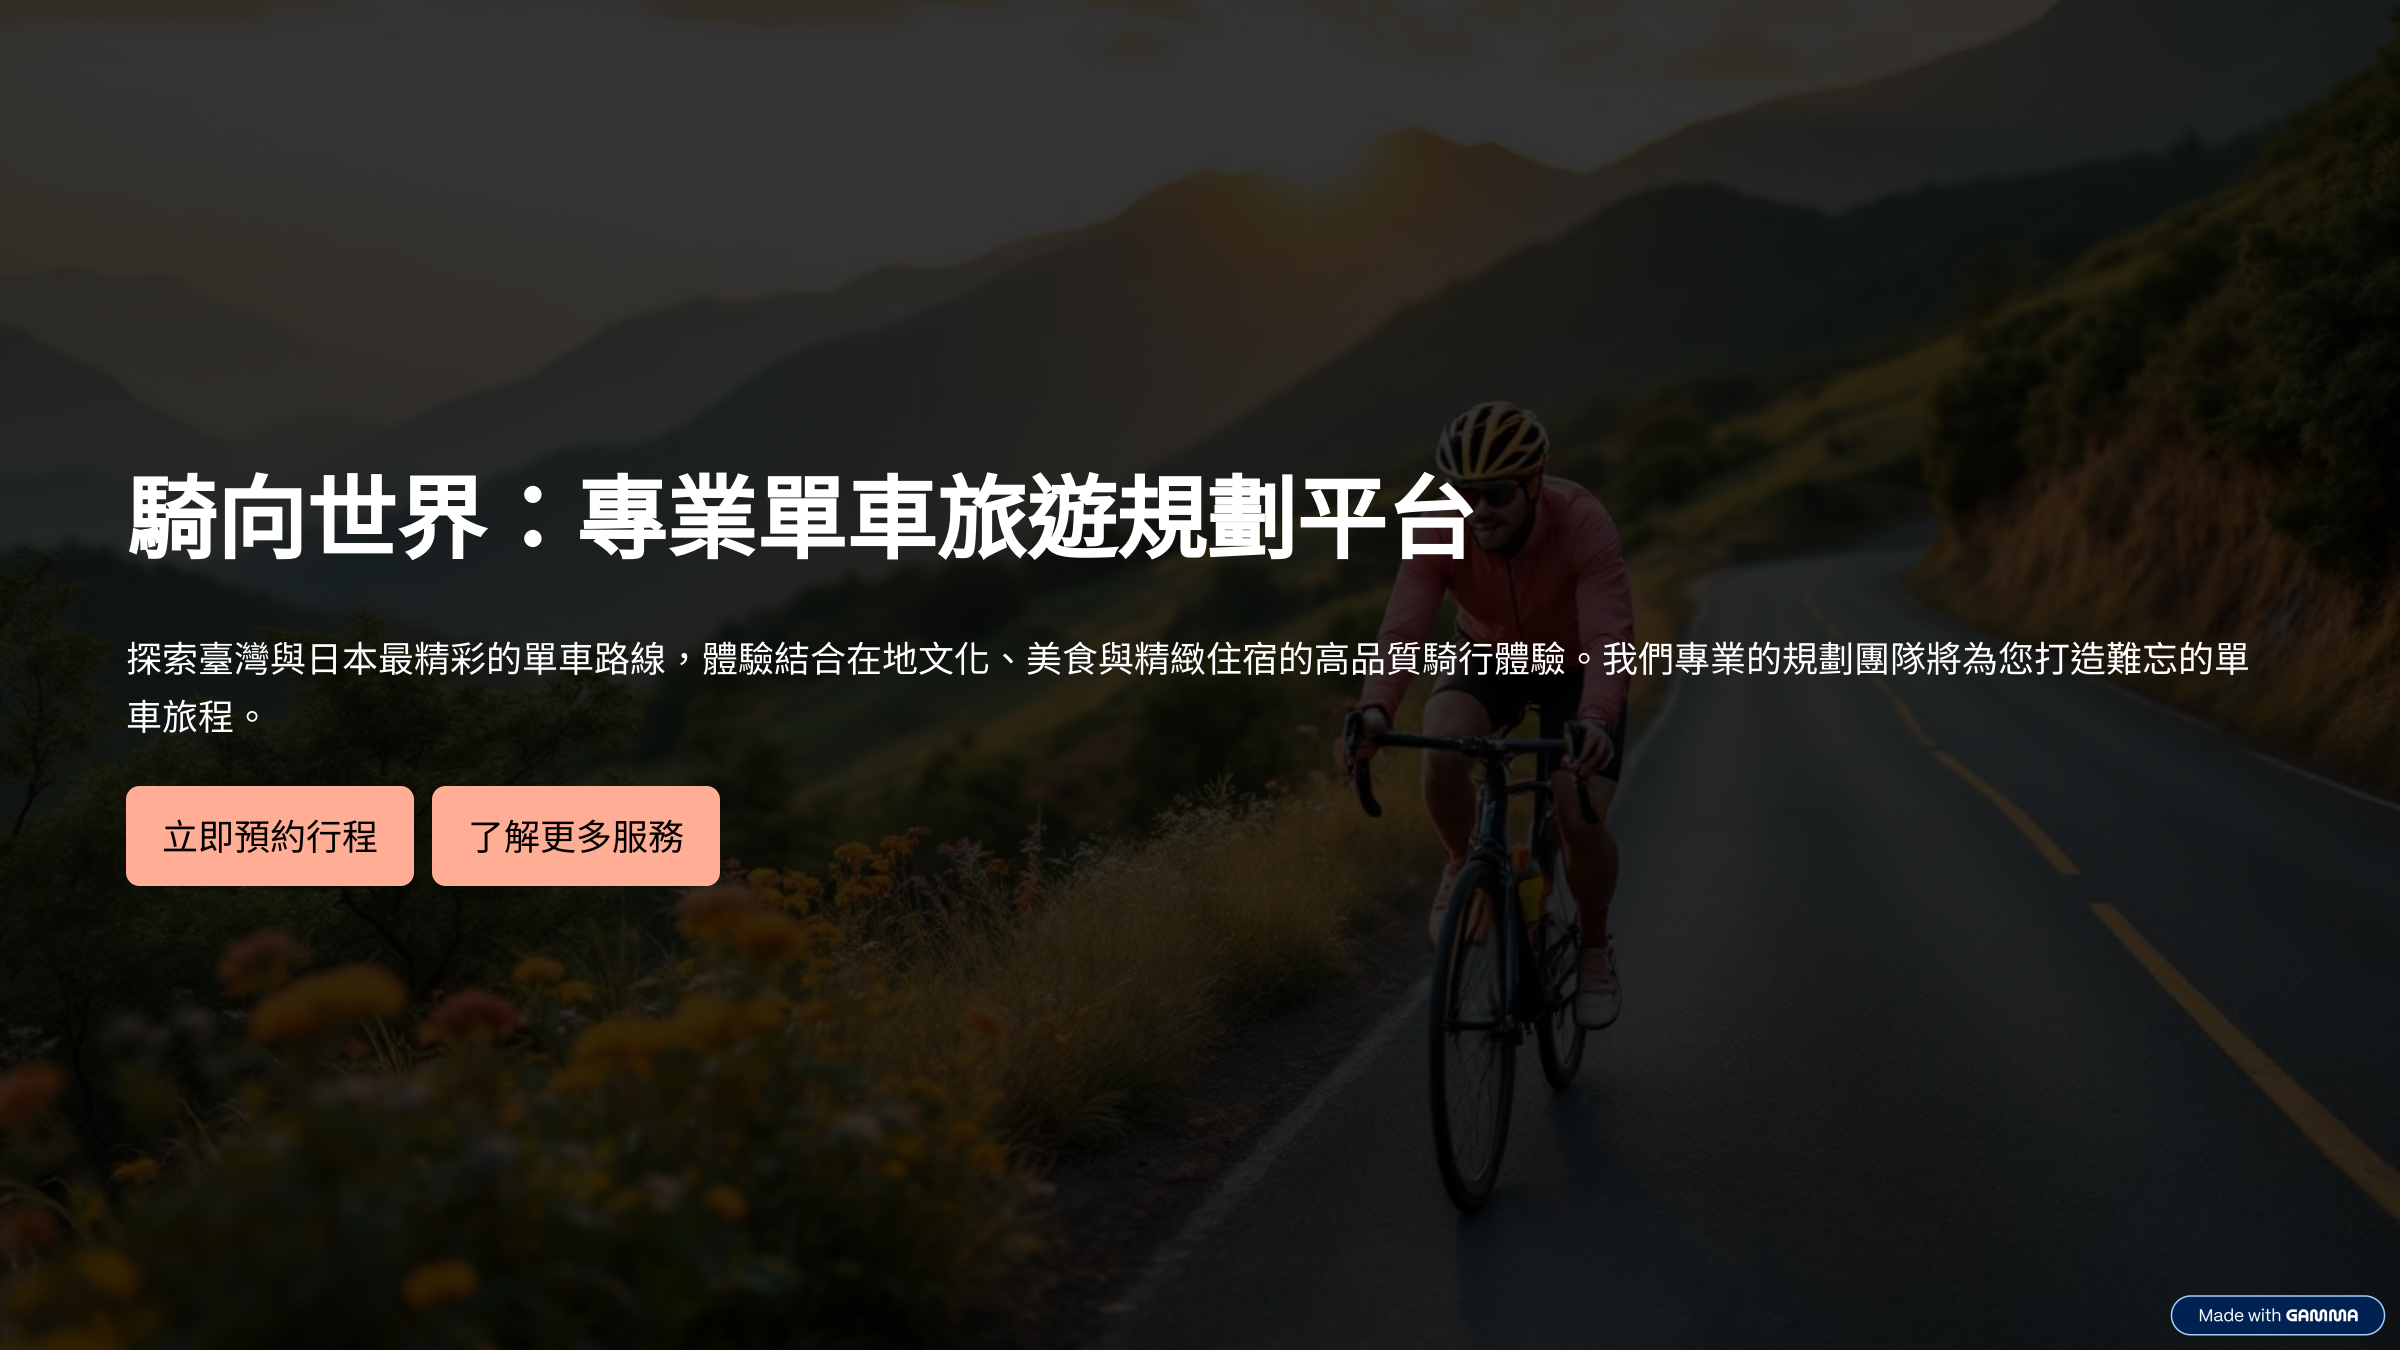 騎向世界：專業單車旅遊規劃平台
探索臺灣與日本最精彩的單車路線，體驗結合在地文化、美食與精緻住宿的高品質騎行體驗。我們專業的規劃團隊將為您打造難忘的單
車旅程。
立即預約行程
了解更多服務
Made with GAMMA